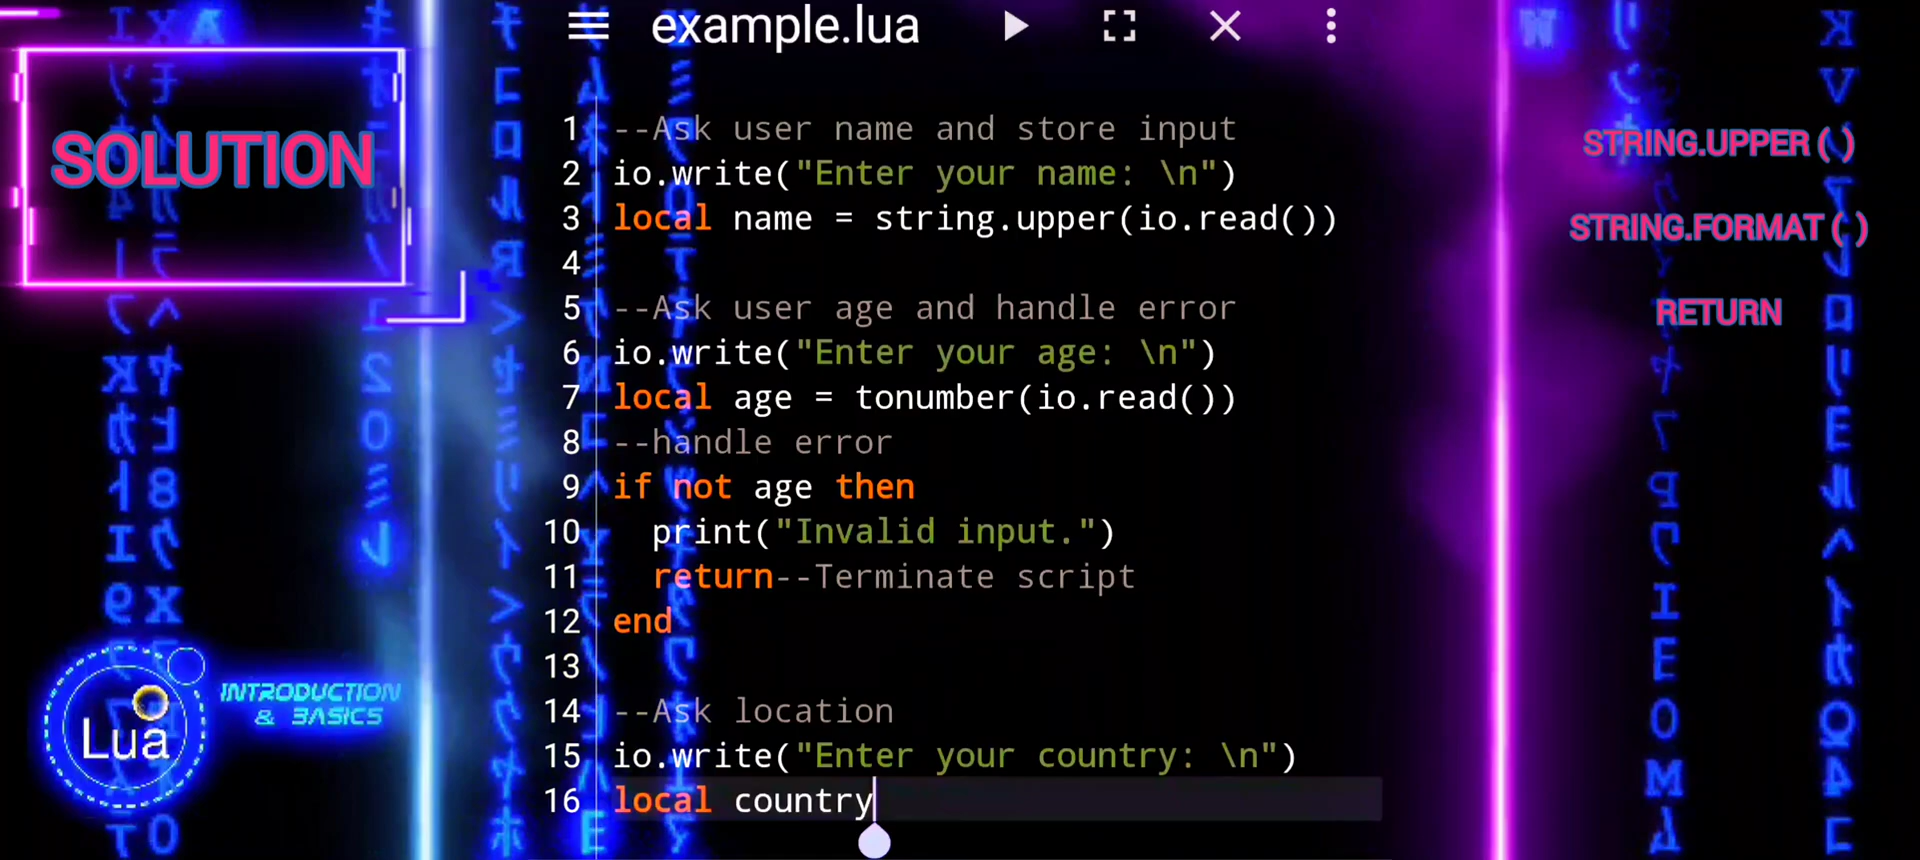 example.lua
SOLUTION
1 --Ask user name and store input
2 io.write("Enter your name: \n")
3 local name = string.upper(io.read())
4
5 --Ask user age and handle error
6 io.write("Enter your age: \n")
7 local age = tonumber(io.read())
8 --handle error
9 if not age then
10   print("Invalid input.")
11   return--Terminate script
12 end
13
14 --Ask location
15 io.write("Enter your country: \n")
16 local country
STRING.UPPER ( )
STRING.FORMAT ( )
RETURN
Lua
INTRODUCTION
& BASICS